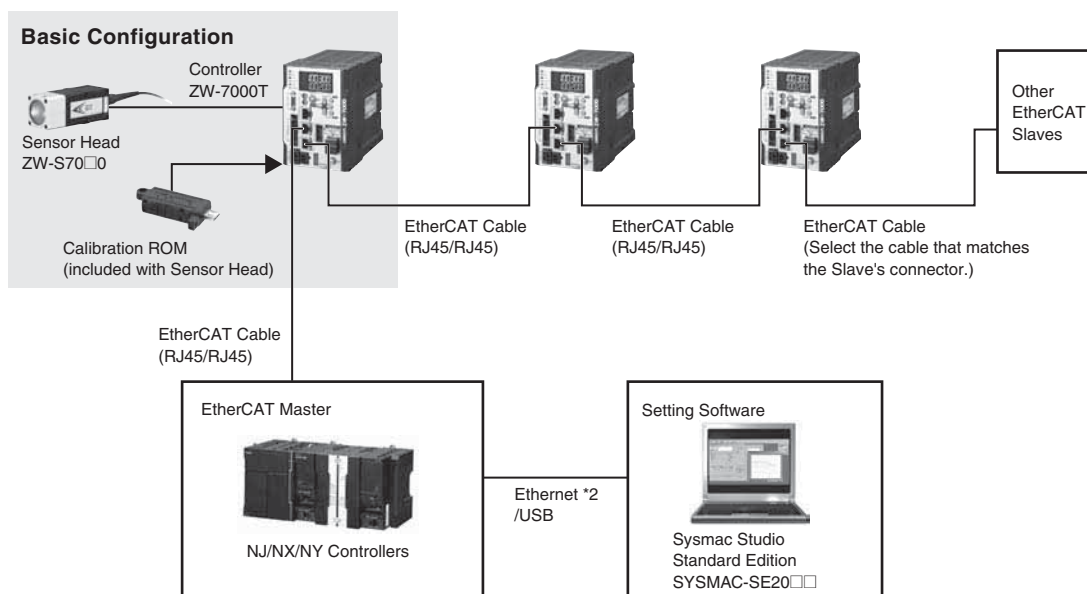 Basic Configuration
Controller
ZW-7000T
Sensor Head
ZW-S70□0
Calibration ROM
(included with Sensor Head)
EtherCAT Cable
(RJ45/RJ45)
EtherCAT Cable
(RJ45/RJ45)
EtherCAT Cable
(Select the cable that matches
the Slave's connector.)
Other
EtherCAT
Slaves
EtherCAT Cable
(RJ45/RJ45)
EtherCAT Master
NJ/NX/NY Controllers
Ethernet *2
/USB
Setting Software
Sysmac Studio
Standard Edition
SYSMAC-SE20□□